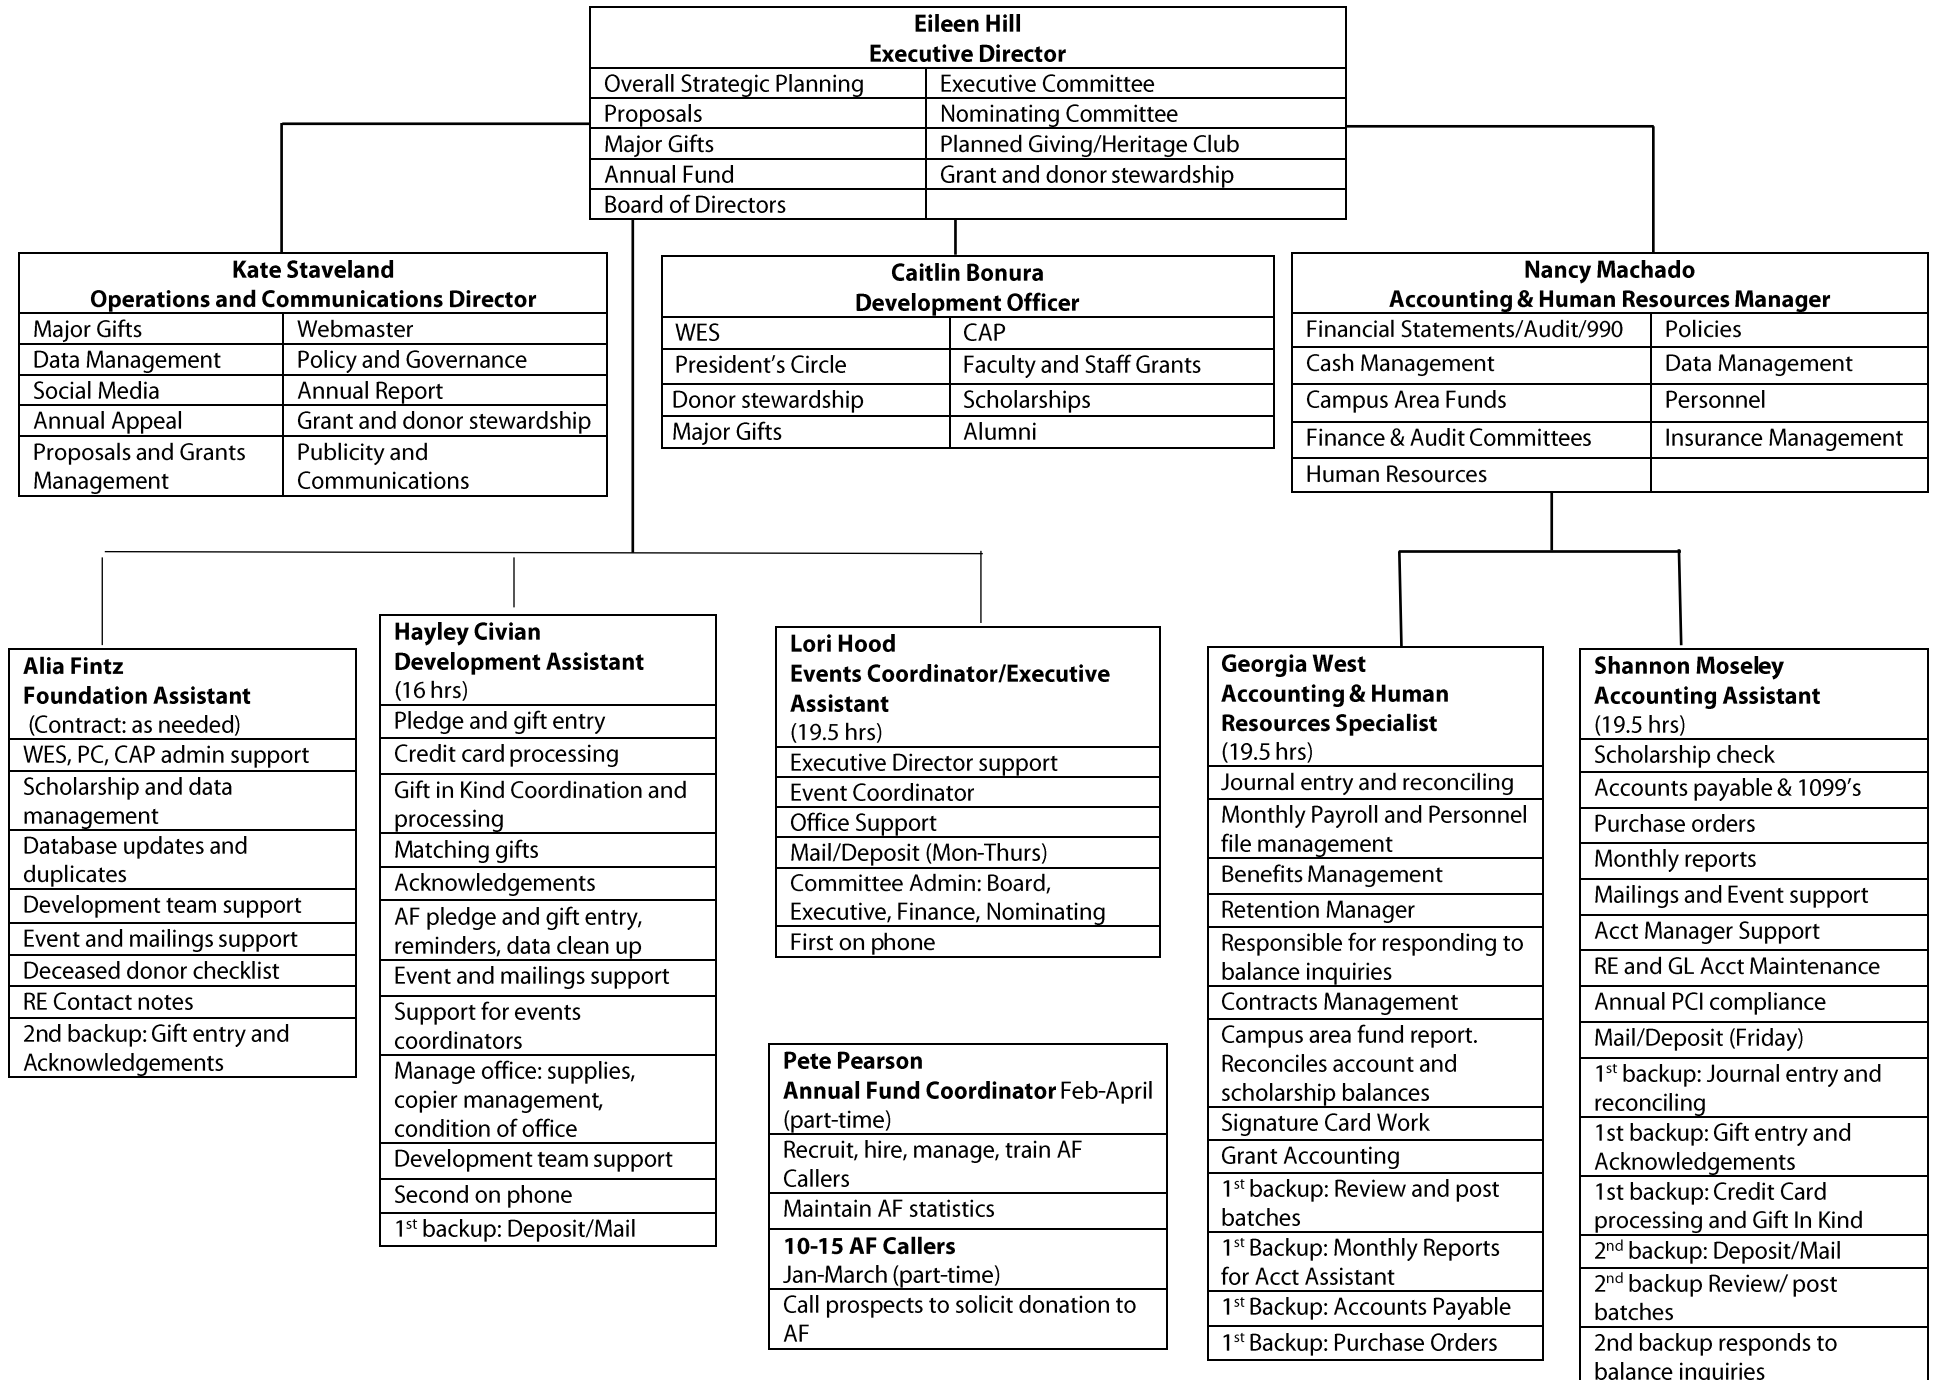 Eileen Hill
Executive Director
Overall Strategic Planning
Executive Committee
Proposals
Nominating Committee
Major Gifts
Planned Giving/Heritage Club
Annual Fund
Grant and donor stewardship
Board of Directors
Kate Staveland
Operations and Communications Director
Major Gifts
Webmaster
Data Management
Policy and Governance
Social Media
Annual Report
Annual Appeal
Grant and donor stewardship
Proposals and Grants
Management
Publicity and
Communications
Caitlin Bonura
Development Officer
WES
CAP
President’s Circle
Faculty and Staff Grants
Donor stewardship
Scholarships
Major Gifts
Alumni
Nancy Machado
Accounting & Human Resources Manager
Financial Statements/Audit/990
Policies
Cash Management
Data Management
Campus Area Funds
Personnel
Finance & Audit Committees
Insurance Management
Human Resources
Alia Fintz
Foundation Assistant
(Contract: as needed)
WES, PC, CAP admin support
Scholarship and data
management
Database updates and
duplicates
Development team support
Event and mailings support
Deceased donor checklist
RE Contact notes
2nd backup: Gift entry and
Acknowledgements
Hayley Civian
Development Assistant
(16 hrs)
Pledge and gift entry
Credit card processing
Gift in Kind Coordination and
processing
Matching gifts
Acknowledgements
AF pledge and gift entry,
reminders, data clean up
Event and mailings support
Support for events
coordinators
Manage office: supplies,
copier management,
condition of office
Development team support
Second on phone
1st backup: Deposit/Mail
Lori Hood
Events Coordinator/Executive
Assistant
(19.5 hrs)
Executive Director support
Event Coordinator
Office Support
Mail/Deposit (Mon-Thurs)
Committee Admin: Board,
Executive, Finance, Nominating
First on phone
Pete Pearson
Annual Fund Coordinator Feb-April
(part-time)
Recruit, hire, manage, train AF
Callers
Maintain AF statistics
10-15 AF Callers
Jan-March (part-time)
Call prospects to solicit donation to
AF
Georgia West
Accounting & Human
Resources Specialist
(19.5 hrs)
Journal entry and reconciling
Monthly Payroll and Personnel
file management
Benefits Management
Retention Manager
Responsible for responding to
balance inquiries
Contracts Management
Campus area fund report.
Reconciles account and
scholarship balances
Signature Card Work
Grant Accounting
1st backup: Review and post
batches
1st Backup: Monthly Reports
for Acct Assistant
1st Backup: Accounts Payable
1st Backup: Purchase Orders
Shannon Moseley
Accounting Assistant
(19.5 hrs)
Scholarship check
Accounts payable & 1099’s
Purchase orders
Monthly reports
Mailings and Event support
Acct Manager Support
RE and GL Acct Maintenance
Annual PCI compliance
Mail/Deposit (Friday)
1st backup: Journal entry and
reconciling
1st backup: Gift entry and
Acknowledgements
1st backup: Credit Card
processing and Gift In Kind
2nd backup: Deposit/Mail
2nd backup Review/ post
batches
2nd backup responds to
balance inquiries